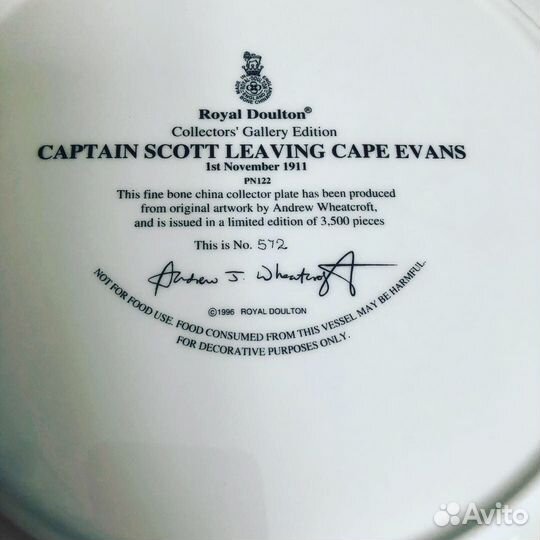 Royal Doulton®
Collectors' Gallery Edition
CAPTAIN SCOTT LEAVING CAPE EVANS
1st November 1911
PN122
This fine bone china collector plate has been produced
from original artwork by Andrew Wheatcroft,
and is issued in a limited edition of 3,500 pieces
This is No. 572
Andrew J. Wheatcroft
©1996 ROYAL DOULTON
NOT FOR FOOD USE. FOOD CONSUMED FROM THIS VESSEL MAY BE HARMFUL.
FOR DECORATIVE PURPOSES ONLY.
Avito